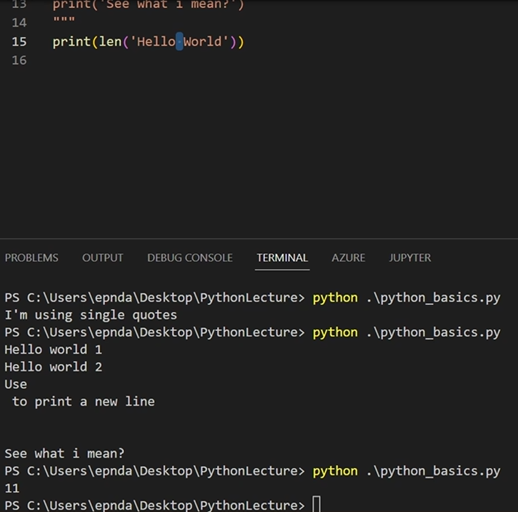 13 print('See what i mean?')
14 """
15 print(len('Hello World'))
16
PROBLEMS OUTPUT DEBUG CONSOLE TERMINAL AZURE JUPYTER
PS C:\Users\epnda\Desktop\PythonLecture> python .\python_basics.py
I'm using single quotes
PS C:\Users\epnda\Desktop\PythonLecture> python .\python_basics.py
Hello world 1
Hello world 2
Use
 to print a new line
See what i mean?
PS C:\Users\epnda\Desktop\PythonLecture> python .\python_basics.py
11
PS C:\Users\epnda\Desktop\PythonLecture>